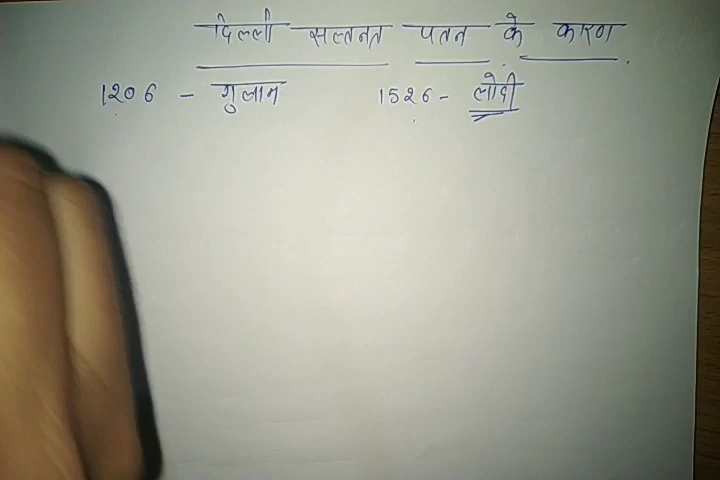 दिल्ली सल्तनत पतन के कारण
1206 - गुलाम 1526 - लोदी